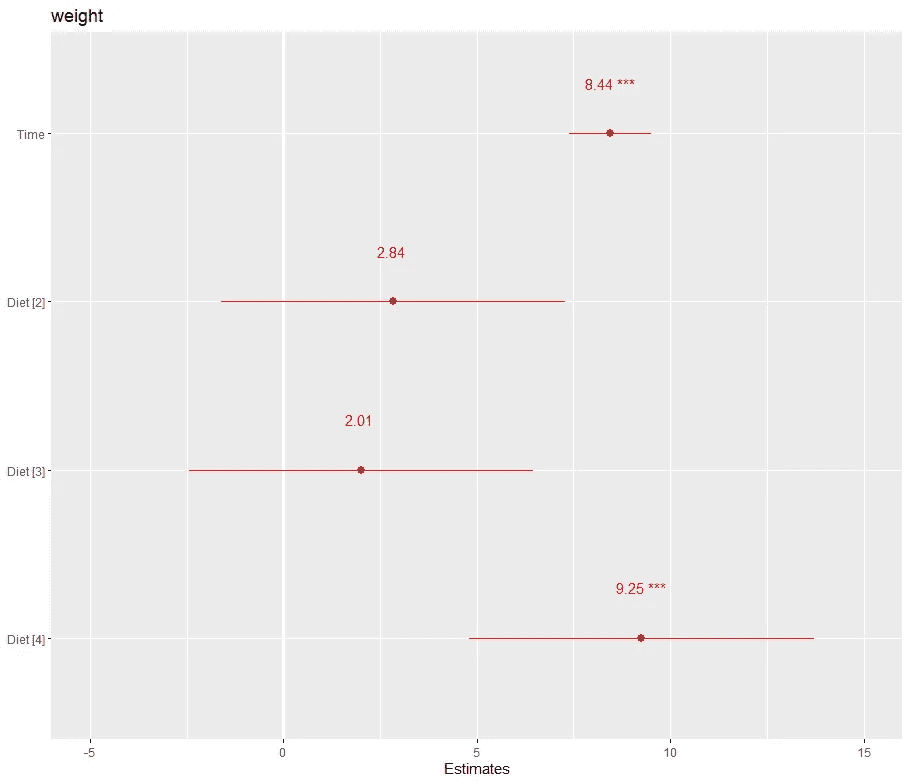 weight
8.44 ***
Time
2.84
Diet [2]
2.01
Diet [3]
9.25 ***
Diet [4]
-5 0 5 10 15
Estimates